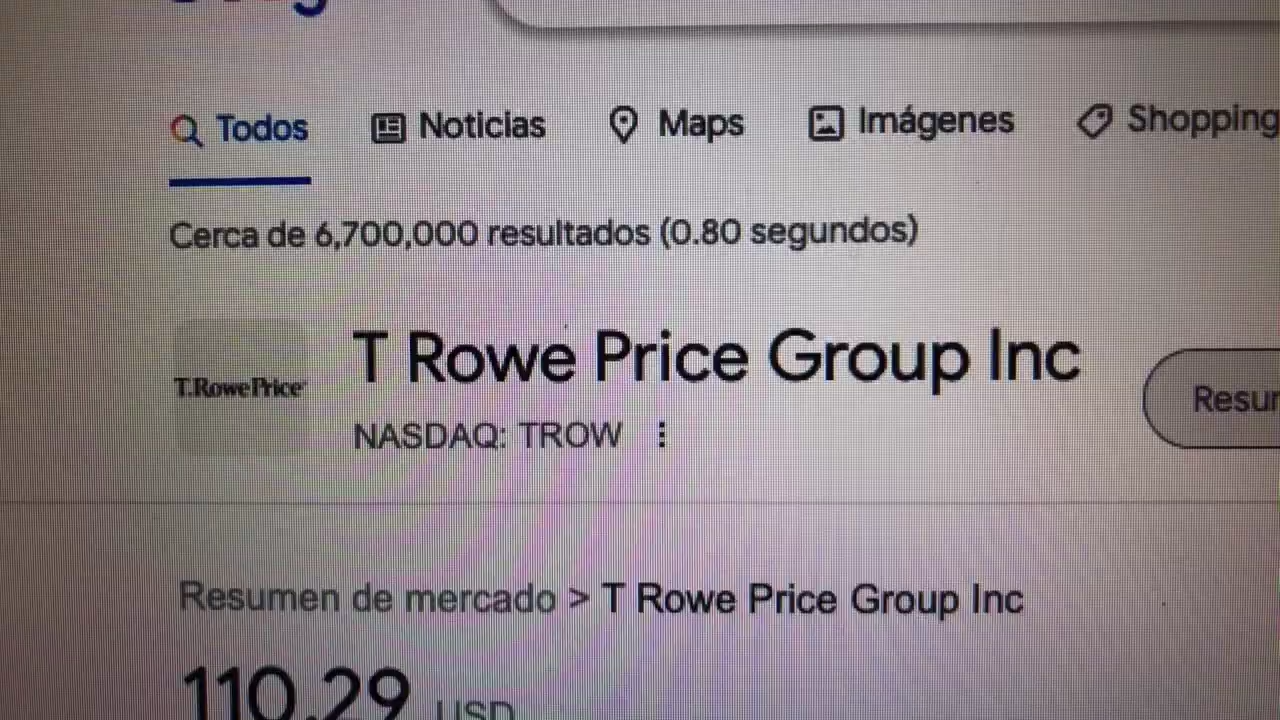 Todos Noticias Maps Imágenes Shopping
Cerca de 6,700,000 resultados (0.80 segundos)
T.RowePrice
T Rowe Price Group Inc
NASDAQ: TROW
Resumen de mercado > T Rowe Price Group Inc
110.29 USD